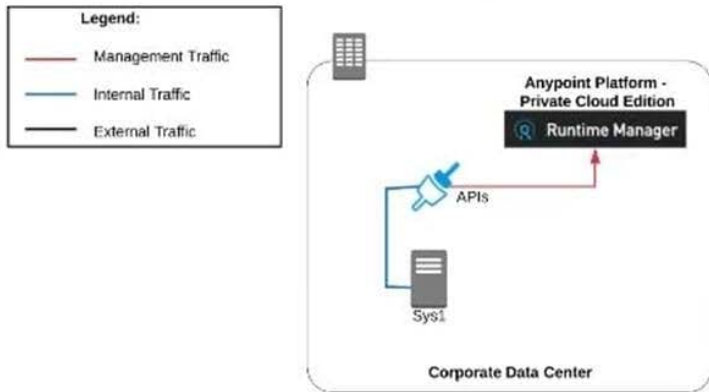 Legend:
Management Traffic
Internal Traffic
External Traffic
Anypoint Platform -
Private Cloud Edition
Runtime Manager
APIs
Sys1
Corporate Data Center